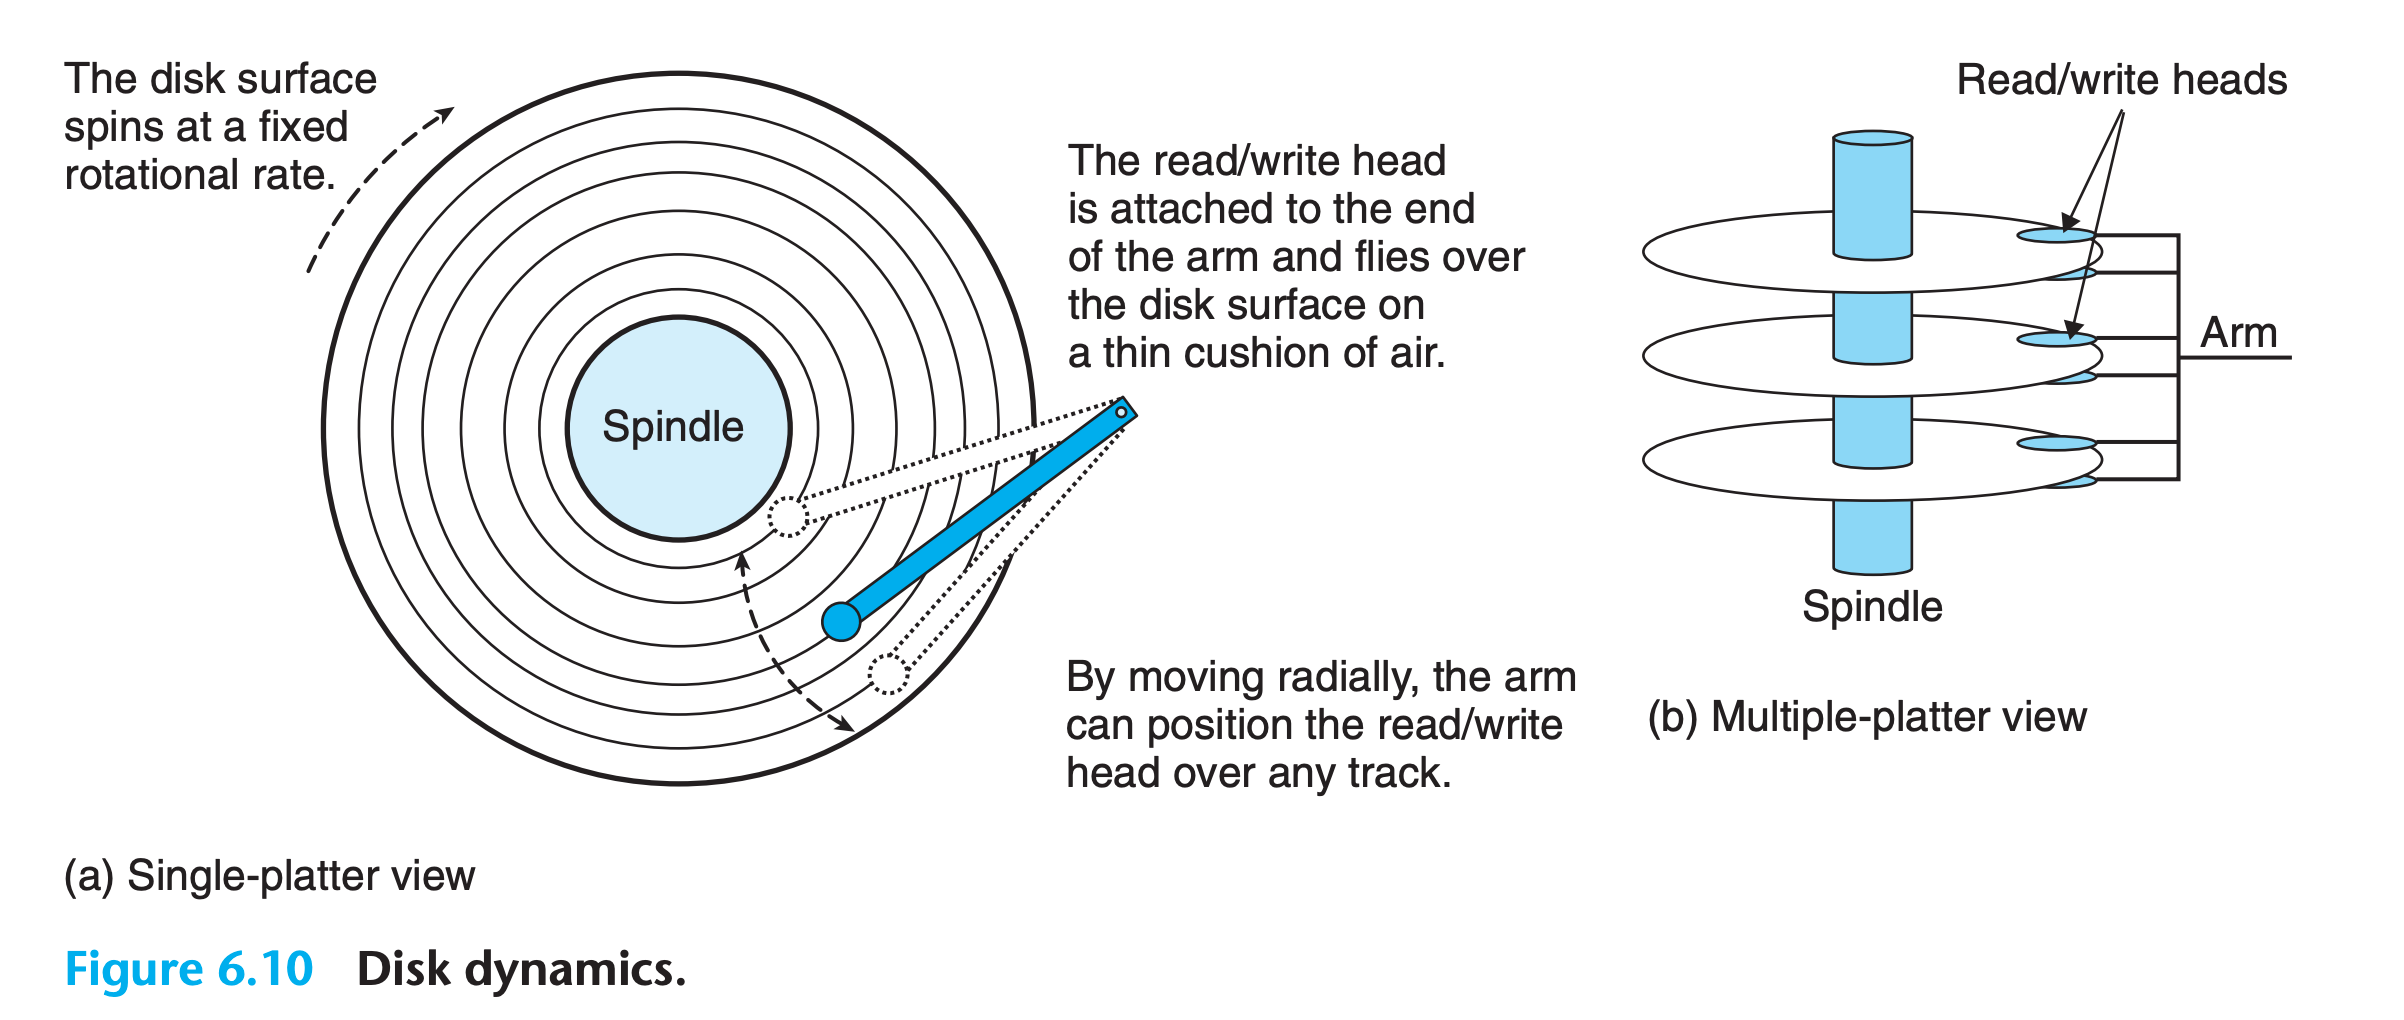 The disk surface
spins at a fixed
rotational rate.
Spindle
The read/write head
is attached to the end
of the arm and flies over
the disk surface on
a thin cushion of air.
By moving radially, the arm
can position the read/write
head over any track.
(a) Single-platter view
Read/write heads
Arm
Spindle
(b) Multiple-platter view
Figure 6.10 Disk dynamics.